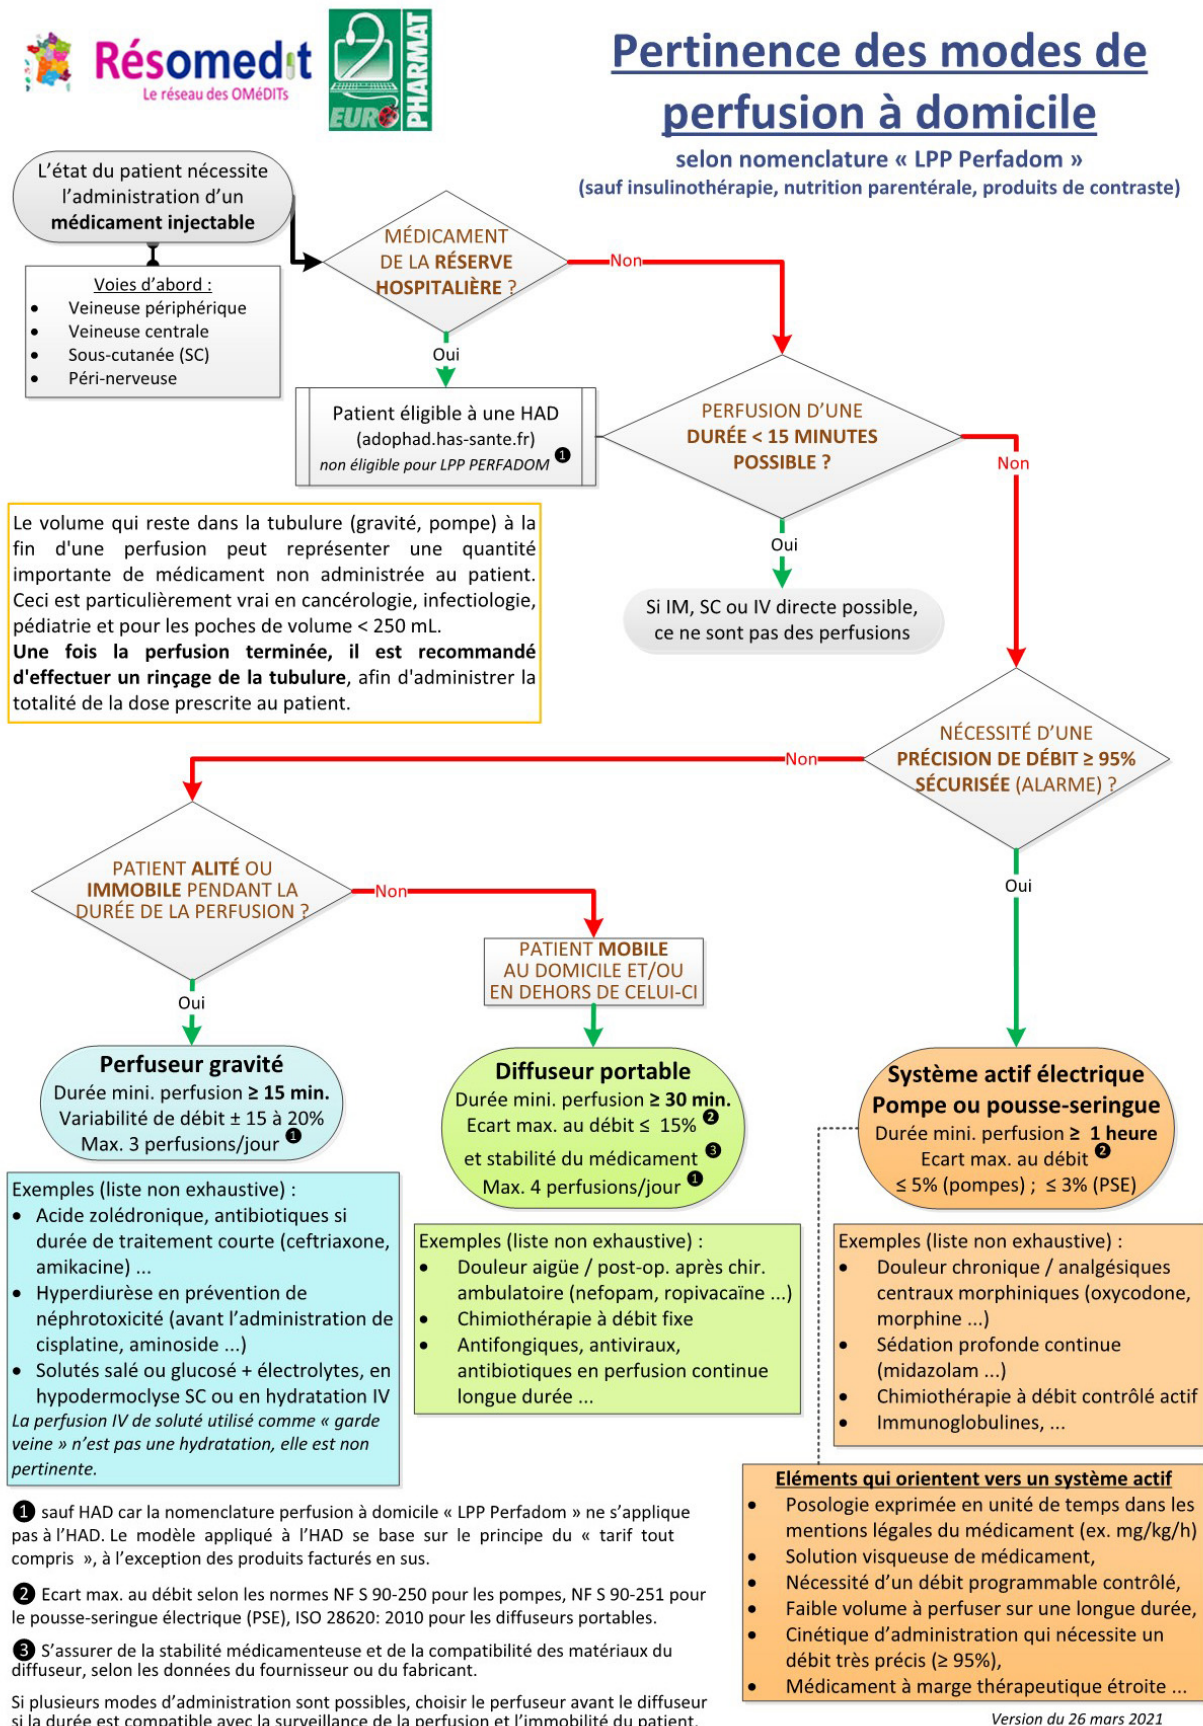 Résomedit
Le réseau des OMéDITs
EURO
PHARMAT
Pertinence des modes de
perfusion à domicile
selon nomenclature « LPP Perfadom »
(sauf insulinothérapie, nutrition parentérale, produits de contraste)
L'état du patient nécessite
l'administration d'un
médicament injectable
Voies d'abord :
• Veineuse périphérique
• Veineuse centrale
• Sous-cutanée (SC)
• Péri-nerveuse
MÉDICAMENT
DE LA RÉSERVE
HOSPITALIÈRE ?
Non
Oui
Patient éligible à une HAD
(adophad.has-sante.fr)
non éligible pour LPP PERFADOM ❶
PERFUSION D'UNE
DURÉE < 15 MINUTES
POSSIBLE ?
Non
Oui
Si IM, SC ou IV directe possible,
ce ne sont pas des perfusions
Le volume qui reste dans la tubulure (gravité, pompe) à la
fin d'une perfusion peut représenter une quantité
importante de médicament non administrée au patient.
Ceci est particulièrement vrai en cancérologie, infectiologie,
pédiatrie et pour les poches de volume < 250 mL.
Une fois la perfusion terminée, il est recommandé
d'effectuer un rinçage de la tubulure, afin d'administrer la
totalité de la dose prescrite au patient.
NÉCESSITÉ D'UNE
PRÉCISION DE DÉBIT ≥ 95%
SÉCURISÉE (ALARME) ?
Non
Oui
PATIENT ALITÉ OU
IMMOBILE PENDANT LA
DURÉE DE LA PERFUSION ?
Non
Oui
PATIENT MOBILE
AU DOMICILE ET/OU
EN DEHORS DE CELUI-CI
Perfuseur gravité
Durée mini. perfusion ≥ 15 min.
Variabilité de débit ± 15 à 20%
Max. 3 perfusions/jour ❶
Diffuseur portable
Durée mini. perfusion ≥ 30 min.
Ecart max. au débit ≤ 15% ❷
et stabilité du médicament ❸
Max. 4 perfusions/jour ❶
Système actif électrique
Pompe ou pousse-seringue
Durée mini. perfusion ≥ 1 heure
Ecart max. au débit ❷
≤ 5% (pompes) ; ≤ 3% (PSE)
Exemples (liste non exhaustive) :
• Acide zolédronique, antibiotiques si
durée de traitement courte (ceftriaxone,
amikacine) ...
• Hyperdiurèse en prévention de
néphrotoxicité (avant l'administration de
cisplatine, aminoside ...)
• Solutés salé ou glucosé + électrolytes, en
hypodermoclyse SC ou en hydratation IV
La perfusion IV de soluté utilisé comme « garde
veine » n'est pas une hydratation, elle est non
pertinente.
Exemples (liste non exhaustive) :
• Douleur aigüe / post-op. après chir.
ambulatoire (nefopam, ropivacaïne ...)
• Chimiothérapie à débit fixe
• Antifongiques, antiviraux,
antibiotiques en perfusion continue
longue durée ...
Exemples (liste non exhaustive) :
• Douleur chronique / analgésiques
centraux morphiniques (oxycodone,
morphine ...)
• Sédation profonde continue
(midazolam ...)
• Chimiothérapie à débit contrôlé actif
• Immunoglobulines, ...
Eléments qui orientent vers un système actif
• Posologie exprimée en unité de temps dans les
mentions légales du médicament (ex. mg/kg/h)
• Solution visqueuse de médicament,
• Nécessité d'un débit programmable contrôlé,
• Faible volume à perfuser sur une longue durée,
• Cinétique d'administration qui nécessite un
débit très précis (≥ 95%),
• Médicament à marge thérapeutique étroite ...
❶ sauf HAD car la nomenclature perfusion à domicile « LPP Perfadom » ne s'applique
pas à l'HAD. Le modèle appliqué à l'HAD se base sur le principe du « tarif tout
compris », à l'exception des produits facturés en sus.
❷ Ecart max. au débit selon les normes NF S 90-250 pour les pompes, NF S 90-251 pour
le pousse-seringue électrique (PSE), ISO 28620: 2010 pour les diffuseurs portables.
❸ S'assurer de la stabilité médicamenteuse et de la compatibilité des matériaux du
diffuseur, selon les données du fournisseur ou du fabricant.
Si plusieurs modes d'administration sont possibles, choisir le perfuseur avant le diffuseur
si la durée est compatible avec la surveillance de la perfusion et l'immobilité du patient.
Version du 26 mars 2021